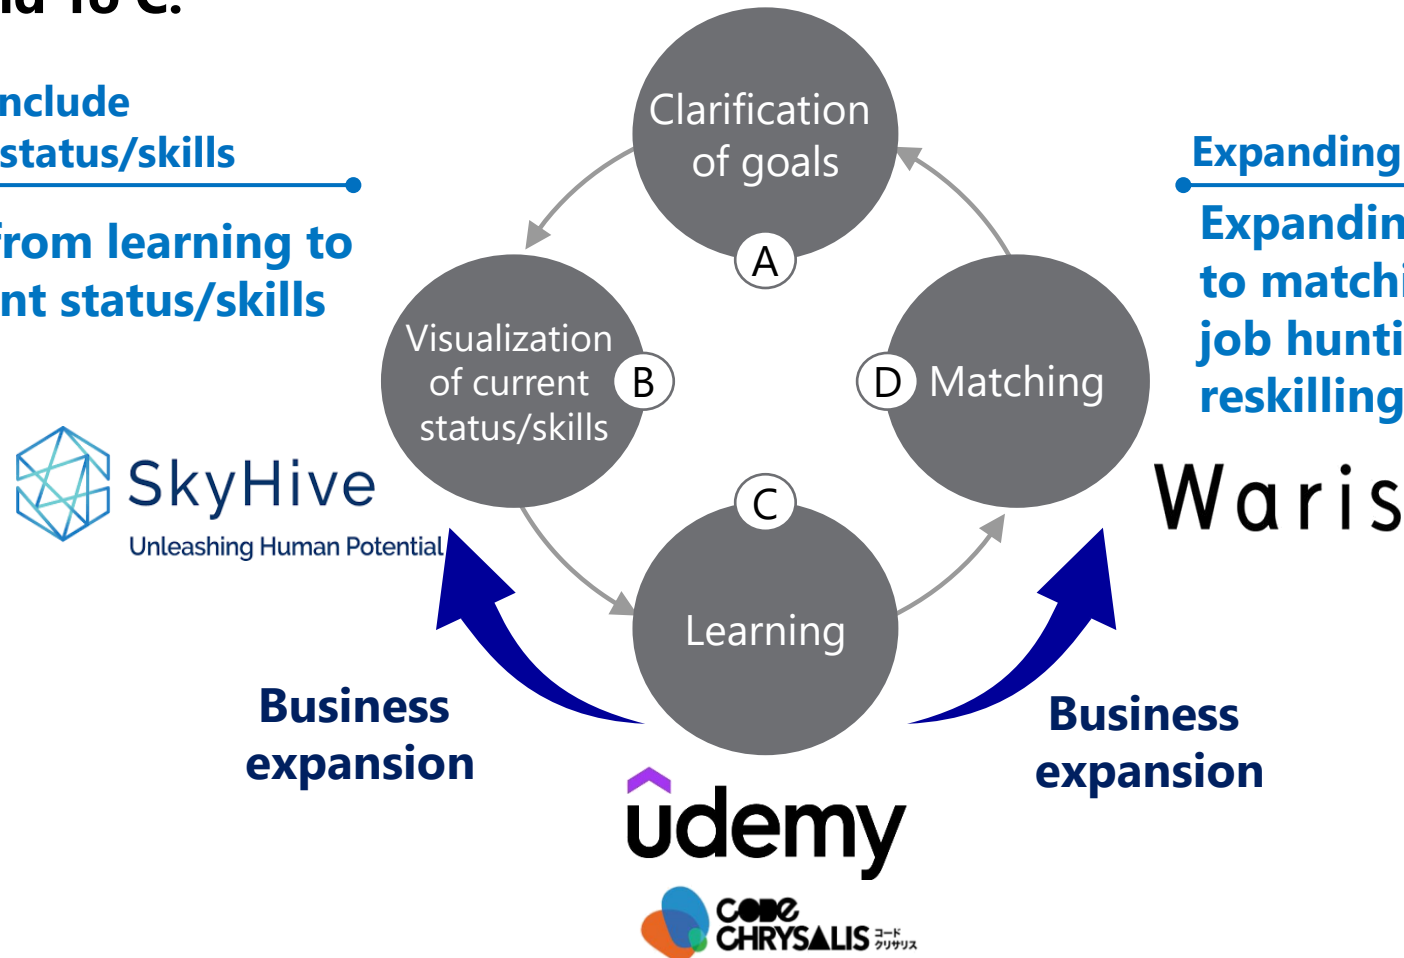 nclude
status/skills
from learning to
nt status/skills
Clarification
of goals
A
Visualization
of current
status/skills
B
D
Matching
C
Learning
Expanding
Expandin
to matchi
job hunti
reskilling
SkyHive
Unleashing Human Potential
Waris
Business
expansion
Business
expansion
udemy
CODE
CHRYSALIS コード
クリサリス